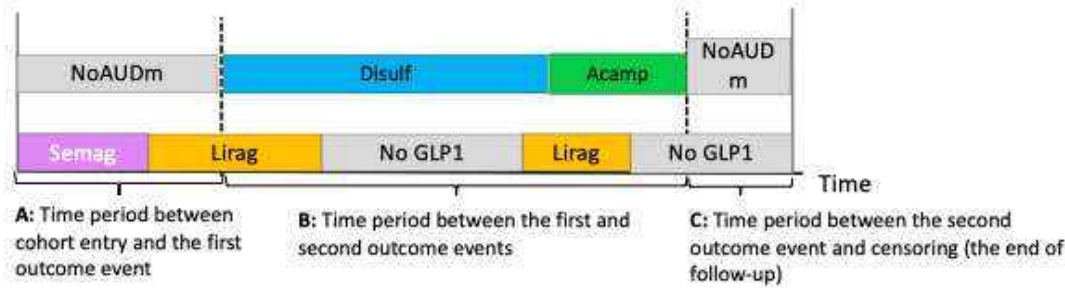 NoAUDm
Disulf
Acamp
NoAUD
m
Semag
Lirag
No GLP1
Lirag
No GLP1
Time
A: Time period between
cohort entry and the first
outcome event
B: Time period between the first and
second outcome events
C: Time period between the second
outcome event and censoring (the end of
follow-up)